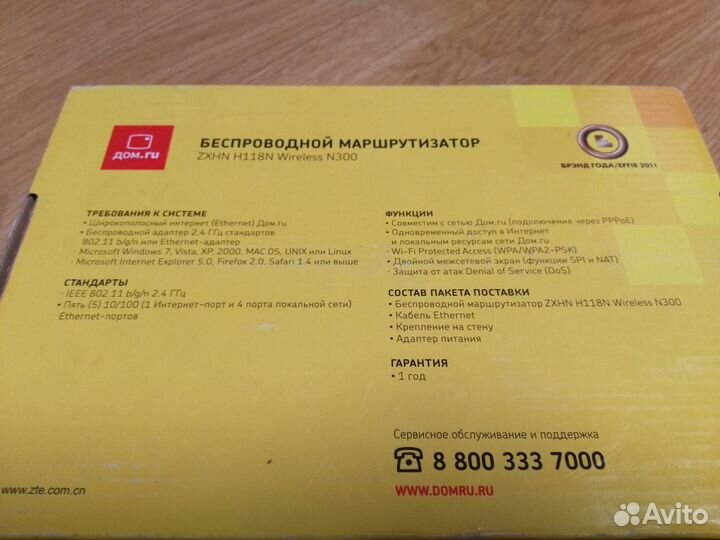 дом.ru
БЕСПРОВОДНОЙ МАРШРУТИЗАТОР
ZXHN H118N Wireless N300
БРЭНД ГОДА/EFFIE 2011
ТРЕБОВАНИЯ К СИСТЕМЕ
• Широкополосный интернет (Ethernet) Дом.ru
• Беспроводной адаптер 2,4 ГГц стандартов
802.11 b/g/n или Ethernet-адаптер
• Microsoft Windows 7, Vista, XP, 2000, MAC OS, UNIX или Linux
• Microsoft Internet Explorer 5.0, Firefox 2.0, Safari 1.4 или выше
СТАНДАРТЫ
• IEEE 802.11 b/g/n 2.4 ГГц
• Пять (5) 10/100 (1 Интернет-порт и 4 порта локальной сети)
Ethernet-портов
ФУНКЦИИ
• Совместим с сетью Дом.ru (подключение через PPPoE)
• Одновременный доступ в Интернет
и локальным ресурсам сети Дом.ru
• Wi-Fi Protected Access (WPA/WPA2-PSK)
• Двойной межсетевой экран (функции SPI и NAT)
• Защита от атак Denial of Service (DoS)
СОСТАВ ПАКЕТА ПОСТАВКИ
• Беспроводной маршрутизатор ZXHN H118N Wireless N300
• Кабель Ethernet
• Крепление на стену
• Адаптер питания
ГАРАНТИЯ
• 1 год
Сервисное обслуживание и поддержка
8 800 333 7000
WWW.DOMRU.RU
www.zte.com.cn
Avito